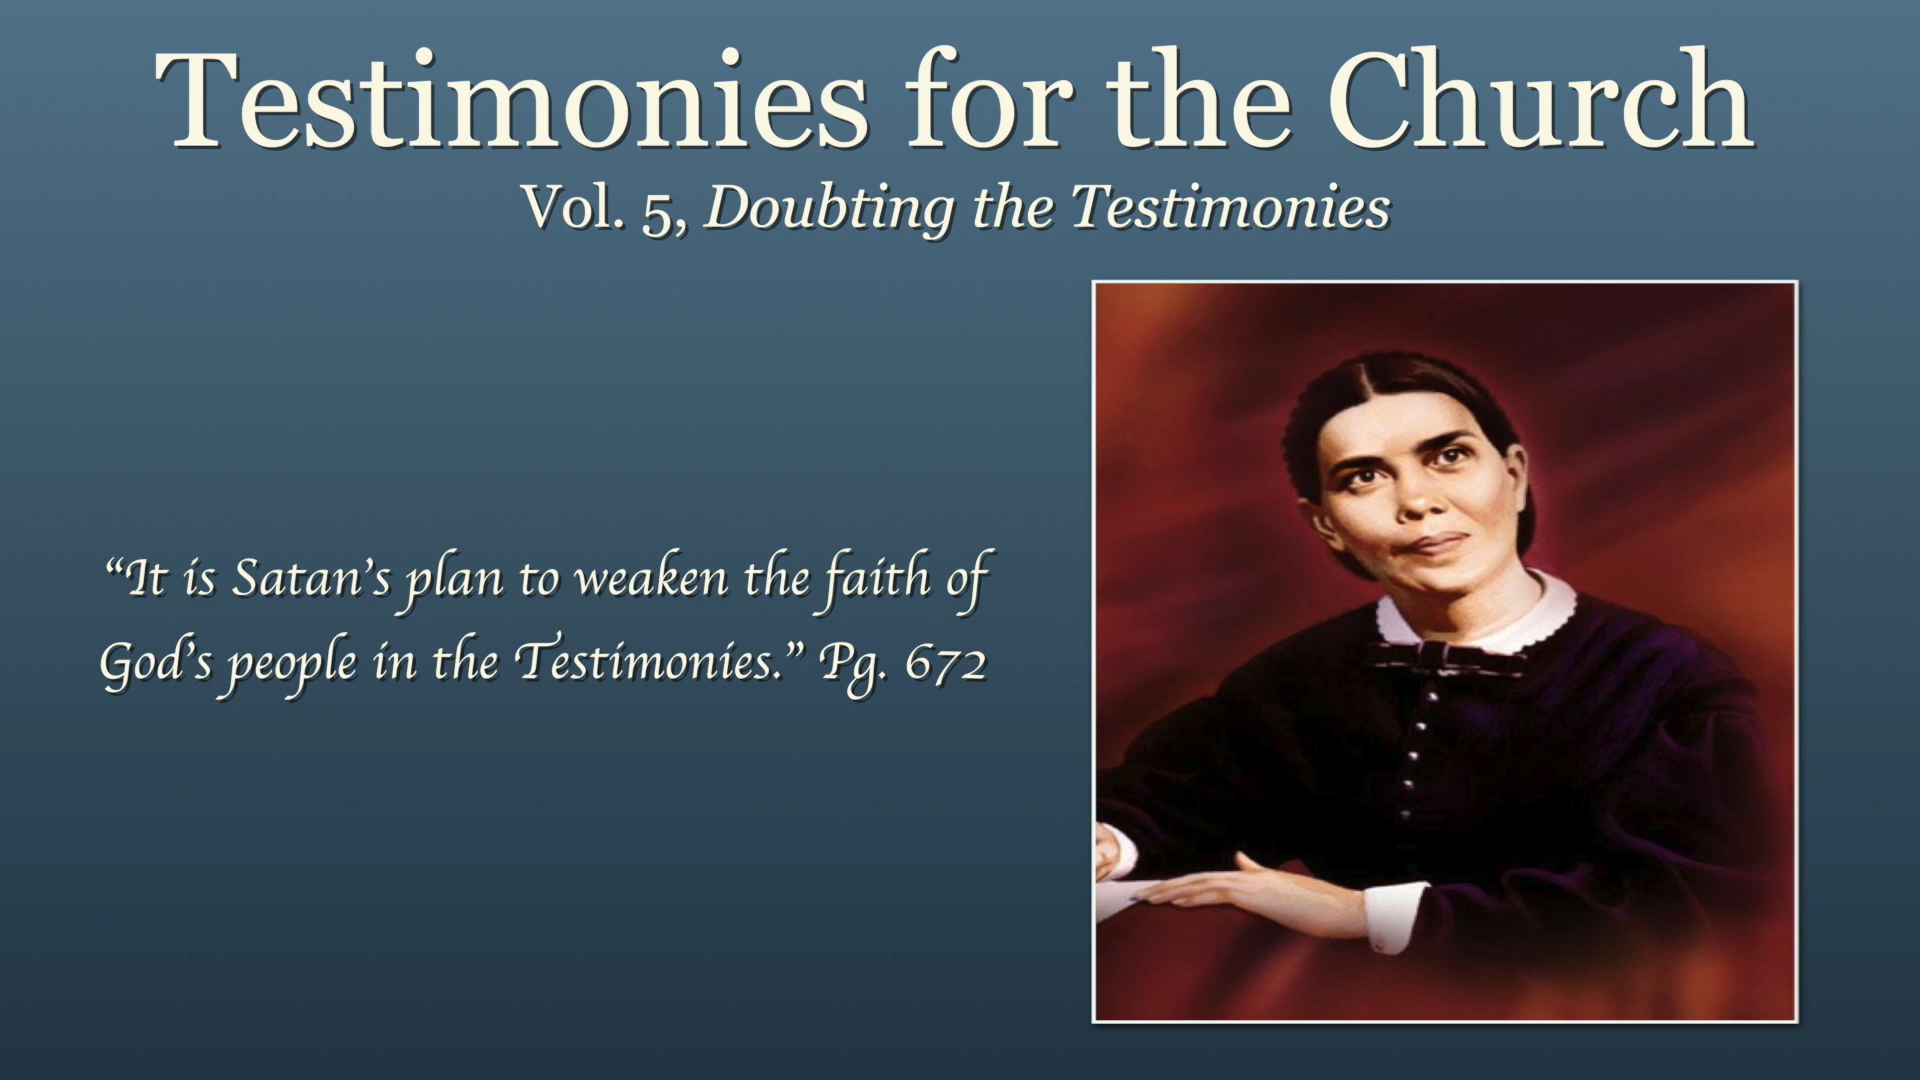 Testimonies for the Church
Vol. 5, Doubting the Testimonies
“It is Satan’s plan to weaken the faith of
God’s people in the Testimonies.” Pg. 672